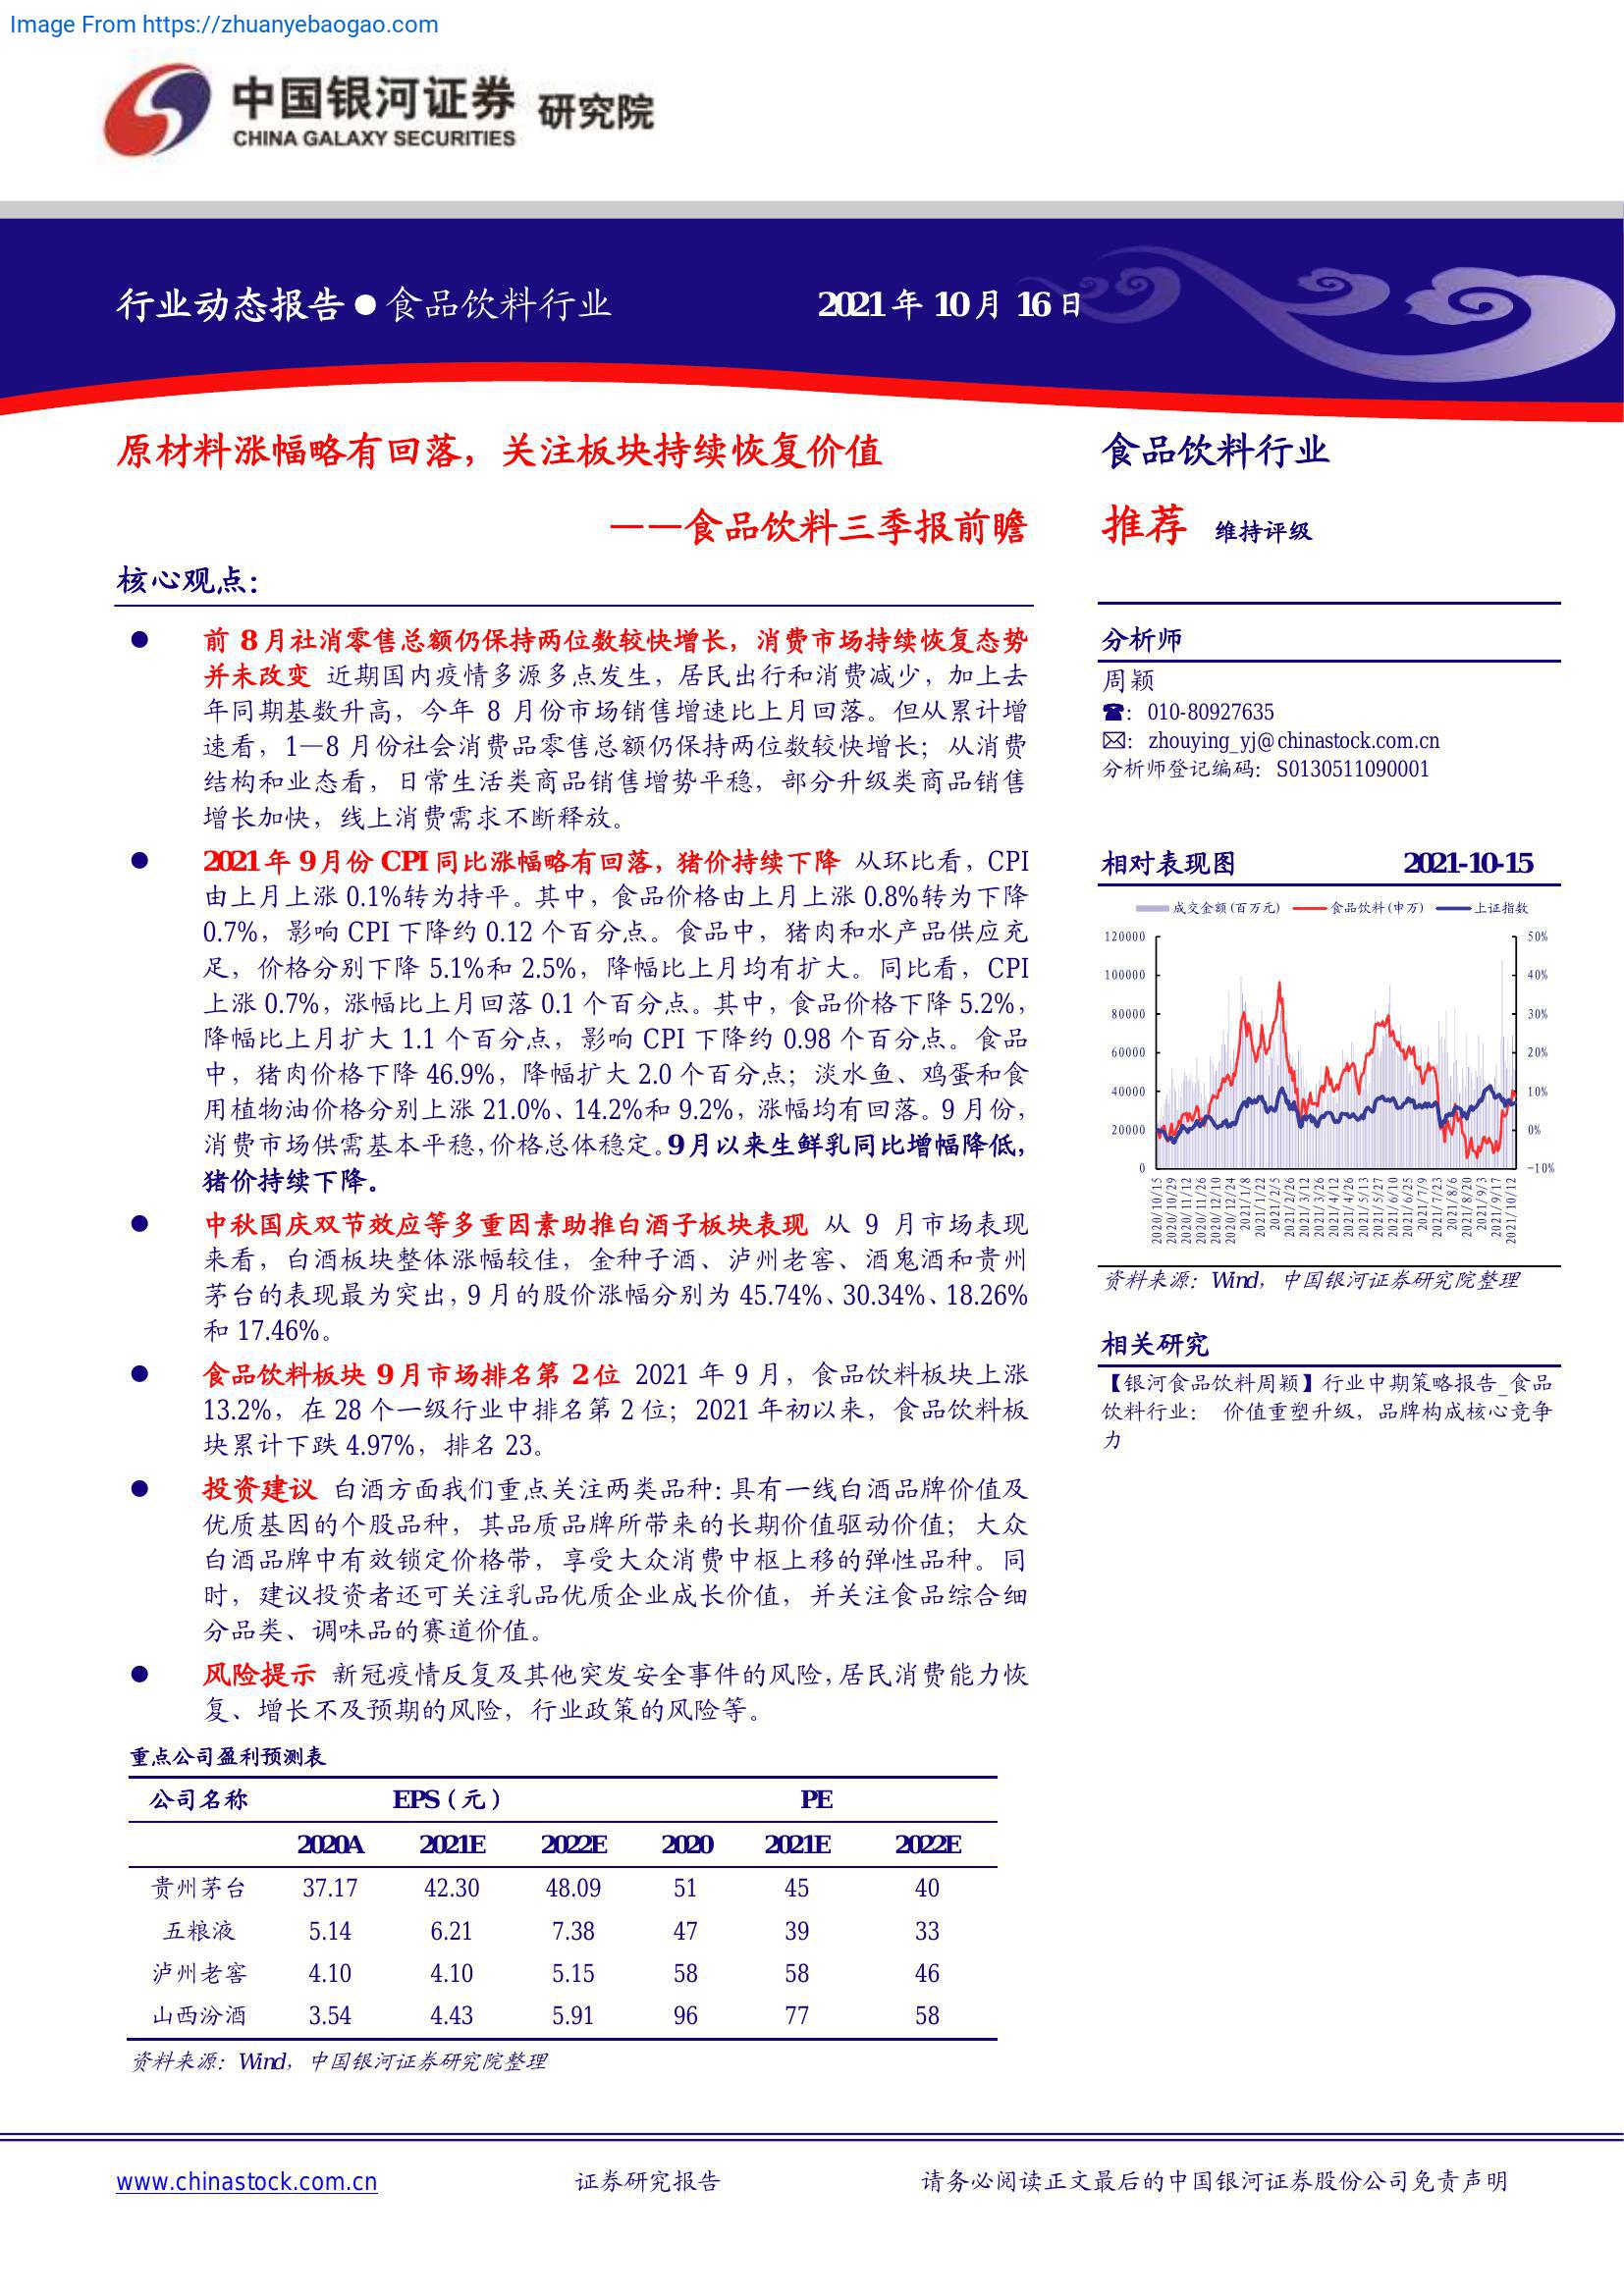 Image From https://zhuanyebaogao.com
中国银河证券 研究院
CHINA GALAXY SECURITIES
行业动态报告●食品饮料行业
2021年10月16日
原材料涨幅略有回落，关注板块持续恢复价值
——食品饮料三季报前瞻
核心观点：
● 前8月社消零售总额仍保持两位数较快增长，消费市场持续恢复态势
并未改变 近期国内疫情多源多点发生，居民出行和消费减少，加上去
年同期基数升高，今年 8 月份市场销售增速比上月回落。但从累计增
速看，1—8 月份社会消费品零售总额仍保持两位数较快增长；从消费
结构和业态看，日常生活类商品销售增势平稳，部分升级类商品销售
增长加快，线上消费需求不断释放。
● 2021年9月份CPI同比涨幅略有回落，猪价持续下降 从环比看，CPI
由上月上涨 0.1%转为持平。其中，食品价格由上月上涨 0.8%转为下降
0.7%，影响 CPI 下降约 0.12 个百分点。食品中，猪肉和水产品供应充
足，价格分别下降 5.1%和 2.5%，降幅比上月均有扩大。同比看，CPI
上涨 0.7%，涨幅比上月回落 0.1 个百分点。其中，食品价格下降 5.2%，
降幅比上月扩大 1.1 个百分点，影响 CPI 下降约 0.98 个百分点。食品
中，猪肉价格下降 46.9%，降幅扩大 2.0 个百分点；淡水鱼、鸡蛋和食
用植物油价格分别上涨 21.0%、14.2%和 9.2%，涨幅均有回落。9 月份，
消费市场供需基本平稳,价格总体稳定。9月以来生鲜乳同比增幅降低,
猪价持续下降。
● 中秋国庆双节效应等多重因素助推白酒子板块表现 从 9 月市场表现
来看，白酒板块整体涨幅较佳，金种子酒、泸州老窖、酒鬼酒和贵州
茅台的表现最为突出，9 月的股价涨幅分别为 45.74%、30.34%、18.26%
和 17.46%。
● 食品饮料板块9月市场排名第2位 2021 年 9 月，食品饮料板块上涨
13.2%，在 28 个一级行业中排名第 2 位；2021 年初以来，食品饮料板
块累计下跌 4.97%，排名 23。
● 投资建议 白酒方面我们重点关注两类品种：具有一线白酒品牌价值及
优质基因的个股品种，其品质品牌所带来的长期价值驱动价值；大众
白酒品牌中有效锁定价格带，享受大众消费中枢上移的弹性品种。同
时，建议投资者还可关注乳品优质企业成长价值，并关注食品综合细
分品类、调味品的赛道价值。
● 风险提示 新冠疫情反复及其他突发安全事件的风险,居民消费能力恢
复、增长不及预期的风险，行业政策的风险等。
重点公司盈利预测表
公司名称 EPS（元） PE
2020A 2021E 2022E 2020 2021E 2022E
贵州茅台 37.17 42.30 48.09 51 45 40
五粮液 5.14 6.21 7.38 47 39 33
泸州老窖 4.10 4.10 5.15 58 58 46
山西汾酒 3.54 4.43 5.91 96 77 58
资料来源：Wind，中国银河证券研究院整理
食品饮料行业
推荐 维持评级
分析师
周颖
☎： 010-80927635
✉： zhouying_yj@chinastock.com.cn
分析师登记编码：S0130511090001
相对表现图 2021-10-15
成交金额(百万元) 食品饮料(申万) 上证指数
120000 50%
100000 40%
80000 30%
60000 20%
40000 10%
20000 0%
0 -10%
2020/10/15 2020/10/29 2020/11/12 2020/11/26 2020/12/10 2020/12/24 2021/1/8 2021/1/22 2021/2/5 2021/2/26 2021/3/12 2021/3/26 2021/4/12 2021/4/26 2021/5/13 2021/5/27 2021/6/10 2021/6/25 2021/7/9 2021/7/23 2021/8/6 2021/8/20 2021/9/3 2021/9/17 2021/10/12
资料来源：Wind，中国银河证券研究院整理
相关研究
【银河食品饮料周颖】行业中期策略报告_食品
饮料行业： 价值重塑升级，品牌构成核心竞争
力
www.chinastock.com.cn
证券研究报告
请务必阅读正文最后的中国银河证券股份公司免责声明